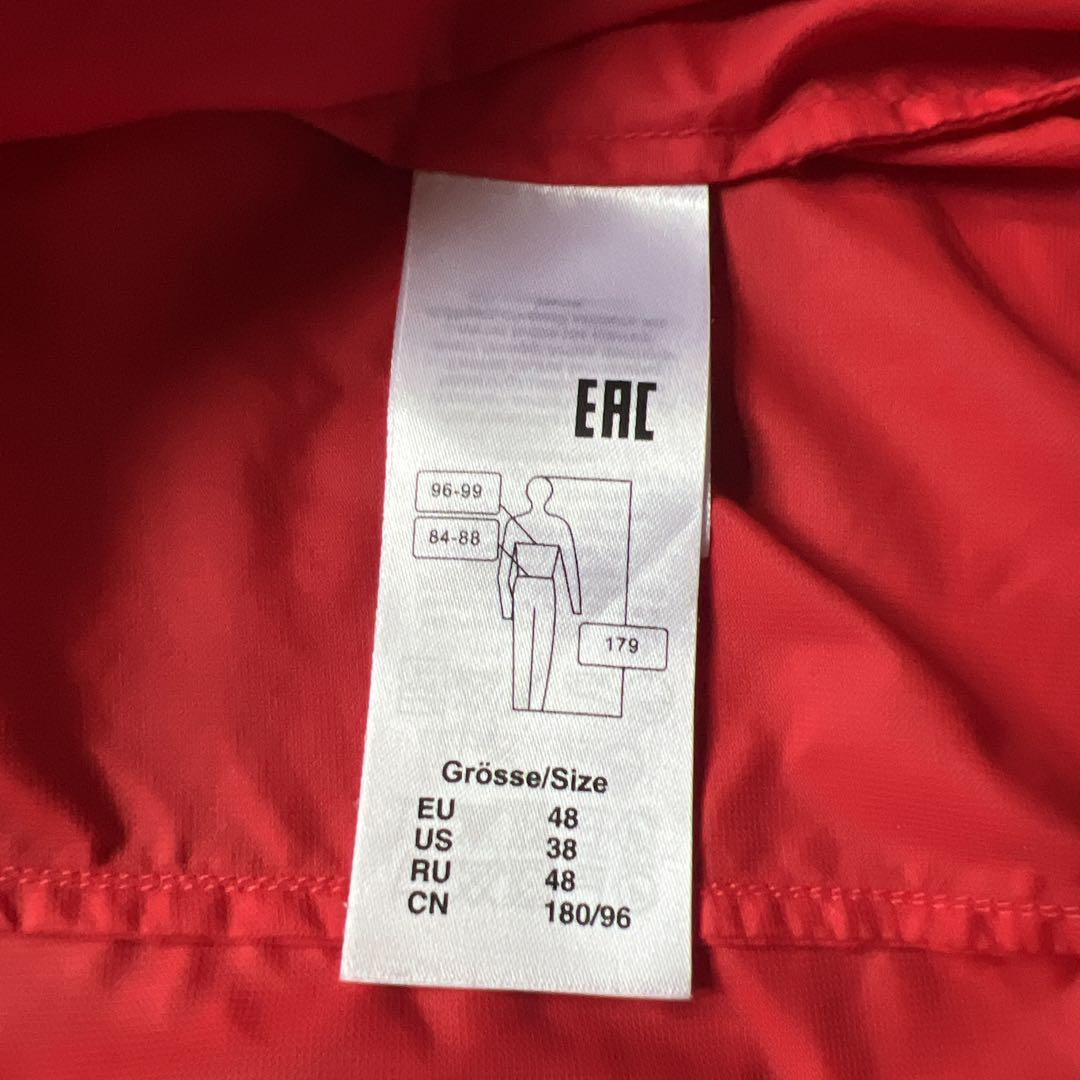 EAC
96-99
84-88
179
Grösse/Size
EU 48
US 38
RU 48
CN 180/96